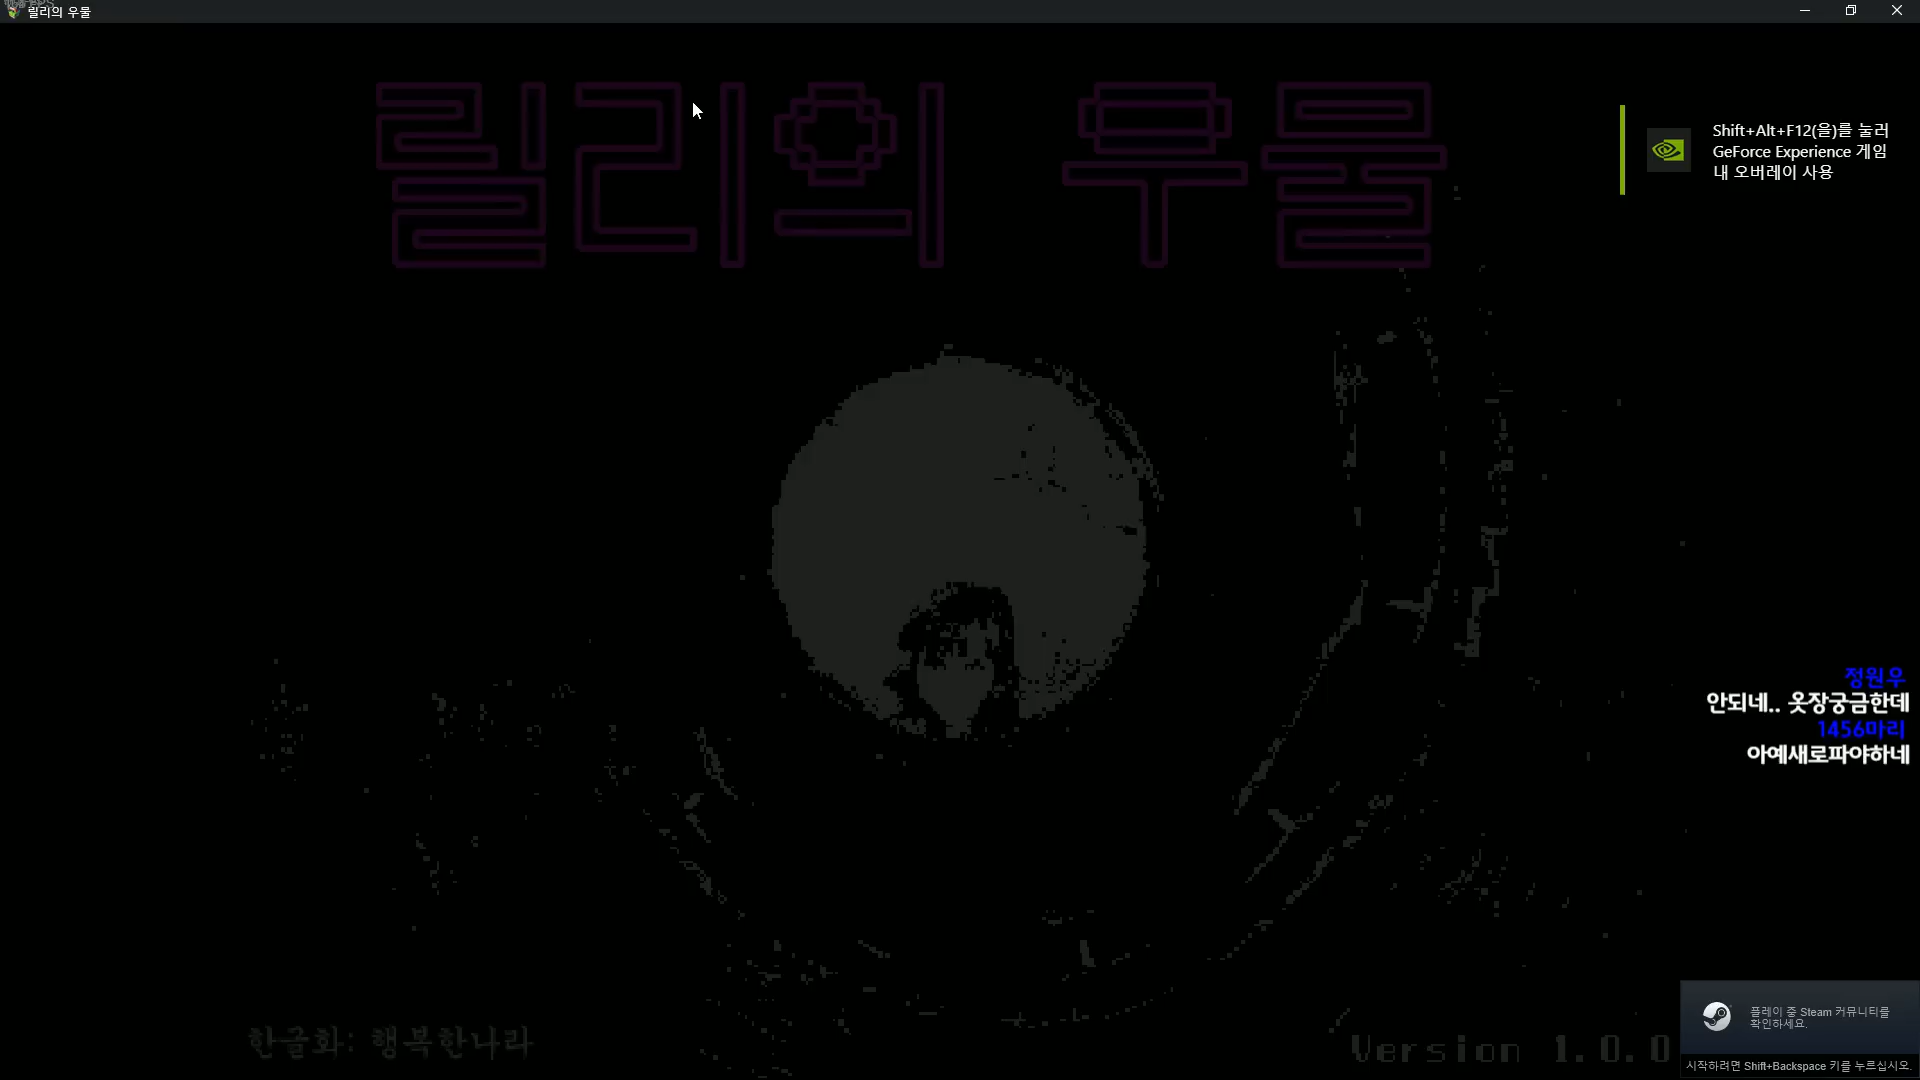 릴리의 우물
릴리의 우물
Shift+Alt+F12(을)를 눌러
GeForce Experience 게임
내 오버레이 사용
정원우
안되네.. 옷장궁금한데
1456마리
아예새로파야하네
한글화: 행복한나라
Version 1.0.0
플레이 중 Steam 커뮤니티를
확인하세요.
시작하려면 Shift+Backspace 키를 누르십시오.